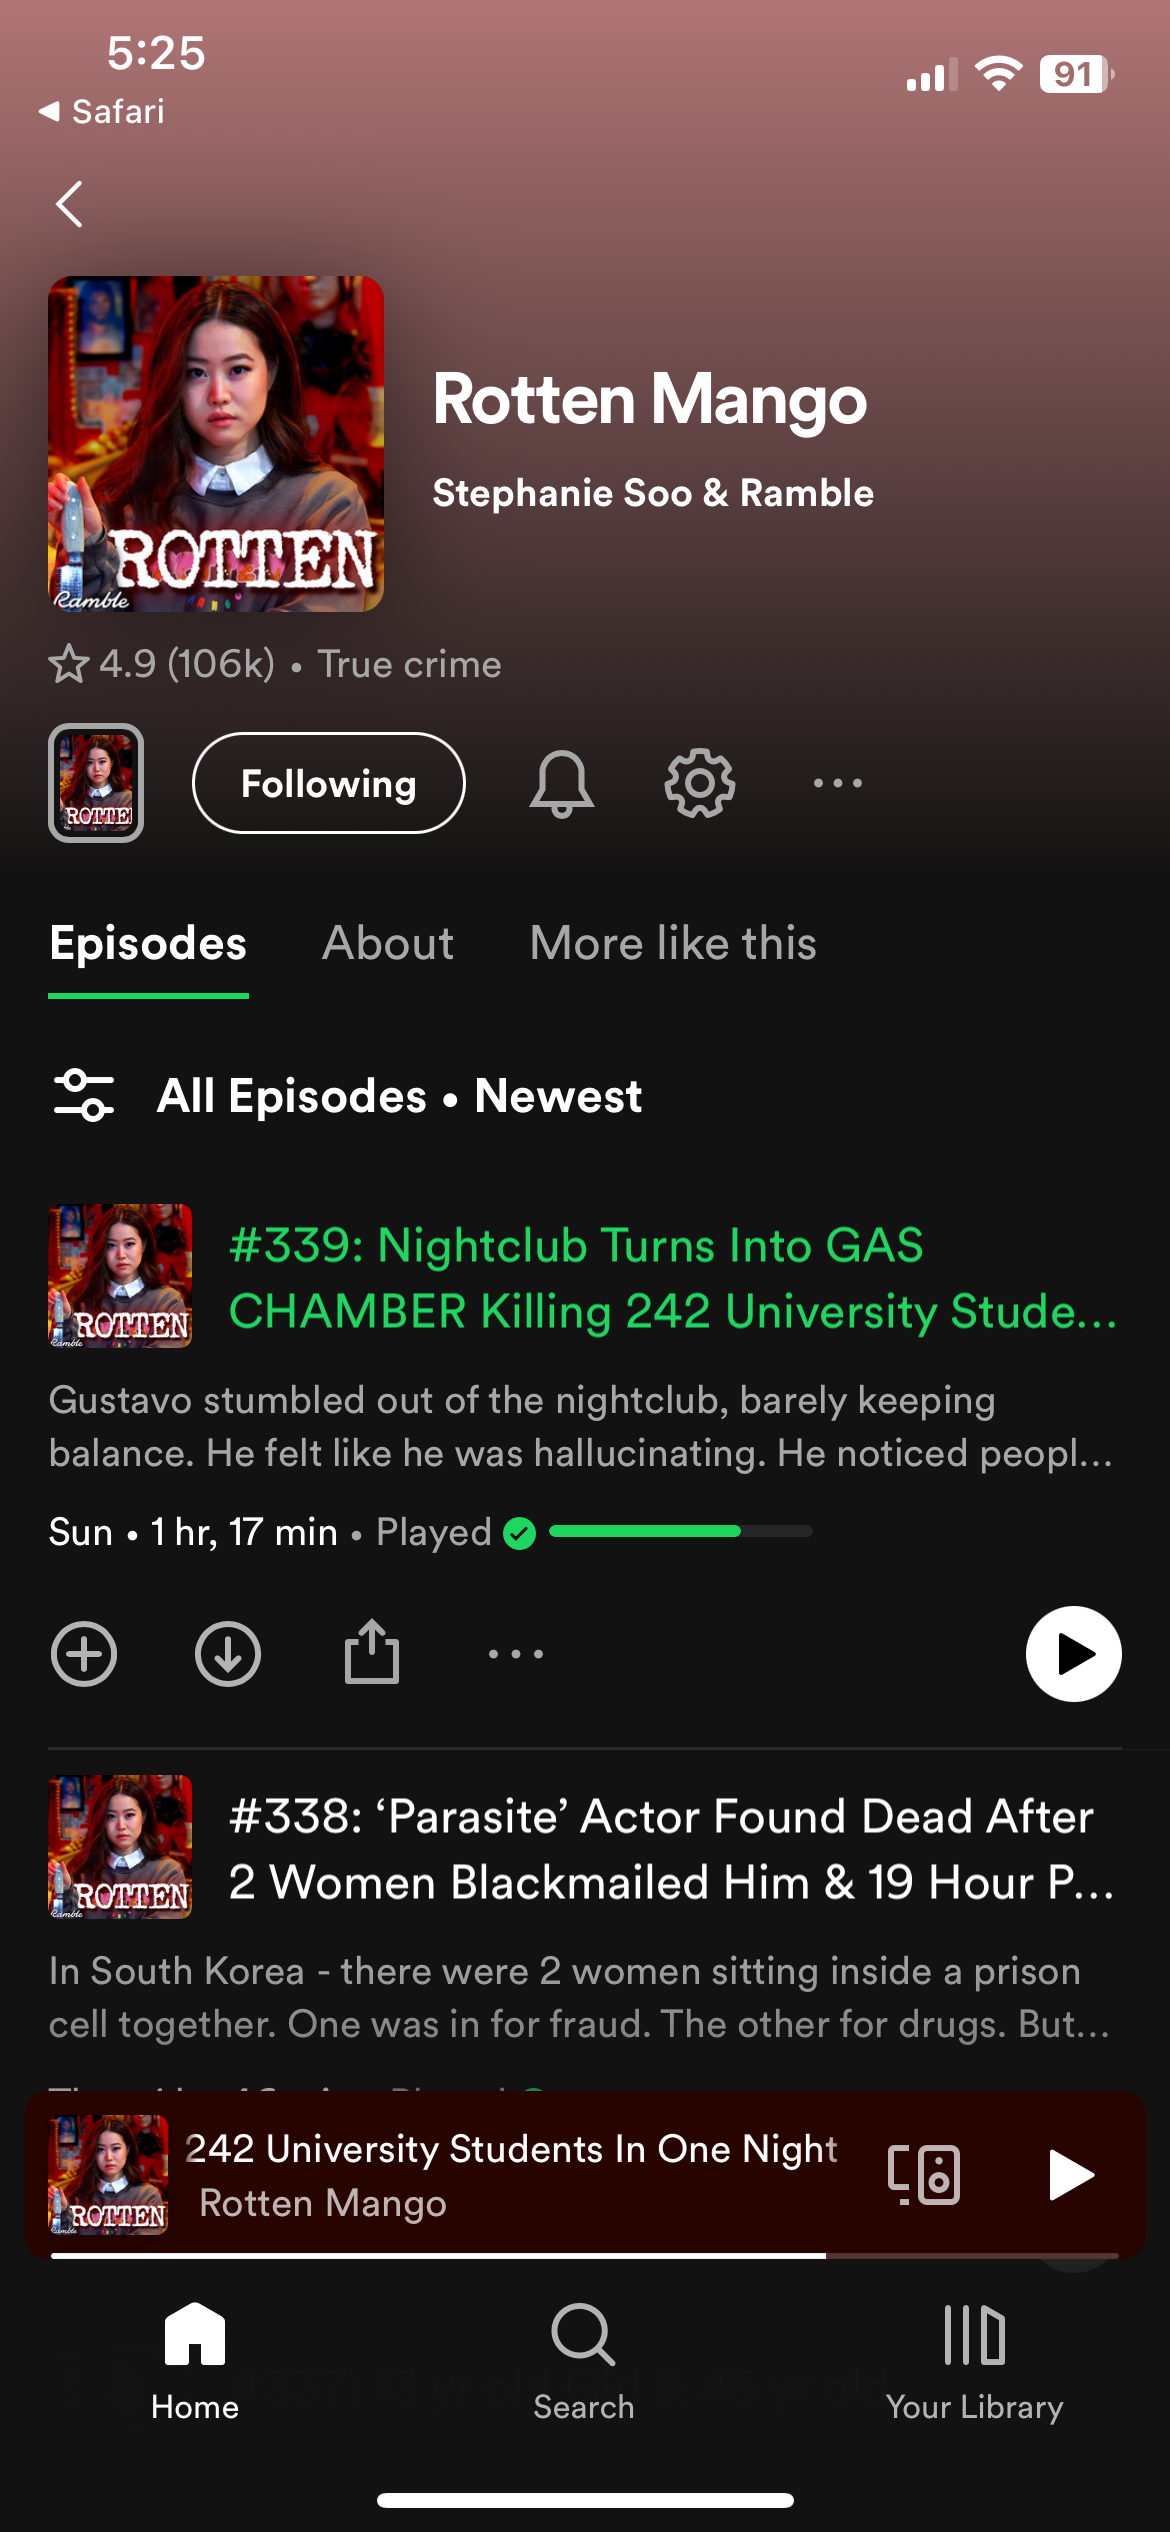 5:25
91
Safari
ROTTEN
Ramble
Rotten Mango
Stephanie Soo & Ramble
4.9 (106k) • True crime
ROTTE
Following
Episodes
About
More like this
All Episodes • Newest
ROTTEN
Ramble
#339: Nightclub Turns Into GAS
CHAMBER Killing 242 University Stude...
Gustavo stumbled out of the nightclub, barely keeping
balance. He felt like he was hallucinating. He noticed peopl...
Sun • 1 hr, 17 min • Played
ROTTEN
Ramble
#338: ‘Parasite’ Actor Found Dead After
2 Women Blackmailed Him & 19 Hour P...
In South Korea - there were 2 women sitting inside a prison
cell together. One was in for fraud. The other for drugs. But...
ROTTEN
Ramble
242 University Students In One Night
Rotten Mango
Home
Search
Your Library